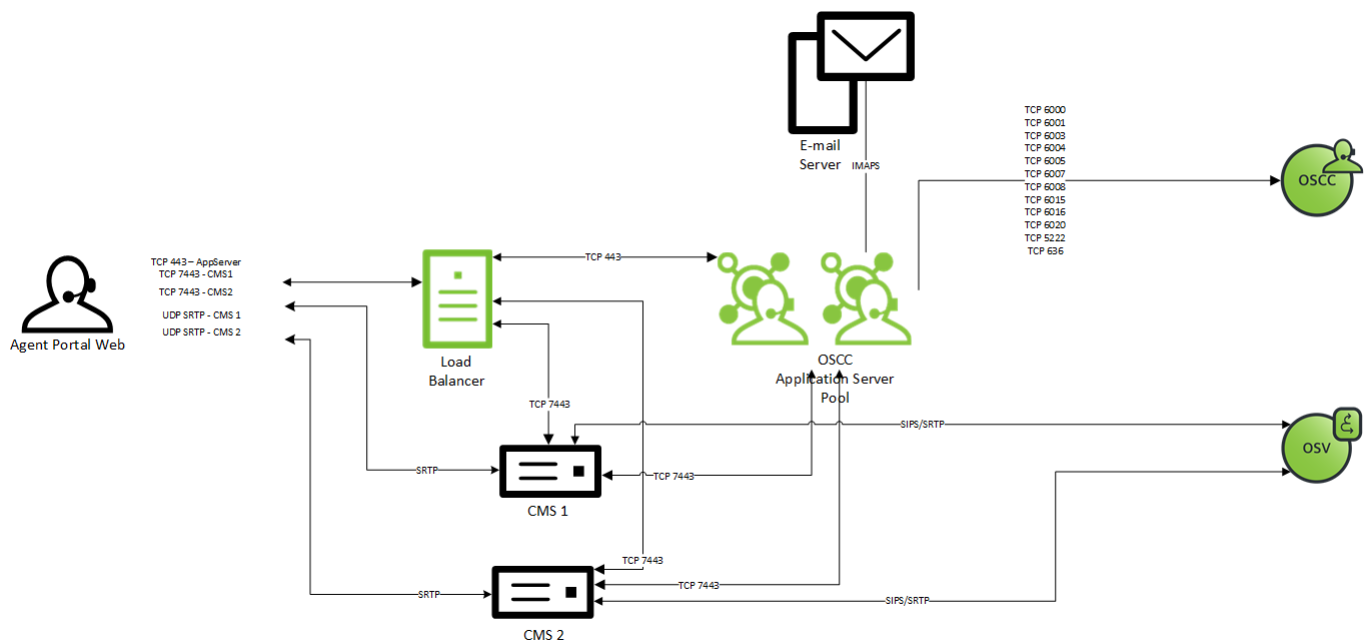 E-mail
Server
IMAPS
TCP 6000
TCP 6001
TCP 6003
TCP 6004
TCP 6005
TCP 6007
TCP 6008
TCP 6015
TCP 6016
TCP 6020
TCP 5222
TCP 636
OSCC
TCP 443 – AppServer
TCP 7443 - CMS1
TCP 7443 - CMS2
UDP SRTP - CMS 1
UDP SRTP - CMS 2
Agent Portal Web
TCP 443
Load
Balancer
OSCC
Application Server
Pool
TCP 7443
SIPS/SRTP
OSV
SRTP
TCP 7443
CMS 1
TCP 7443
TCP 7443
SRTP
SIPS/SRTP
CMS 2